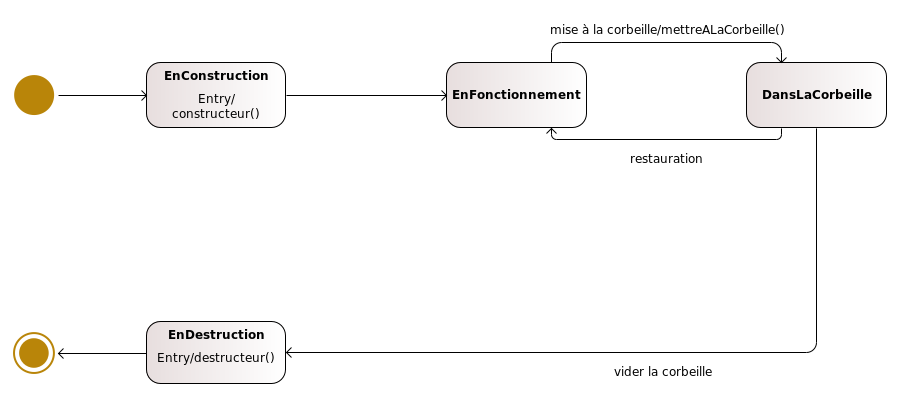 mise à la corbeille/mettreALaCorbeille()
EnConstruction
Entry/
constructeur()
EnFonctionnement
DansLaCorbeille
restauration
EnDestruction
Entry/destructeur()
vider la corbeille